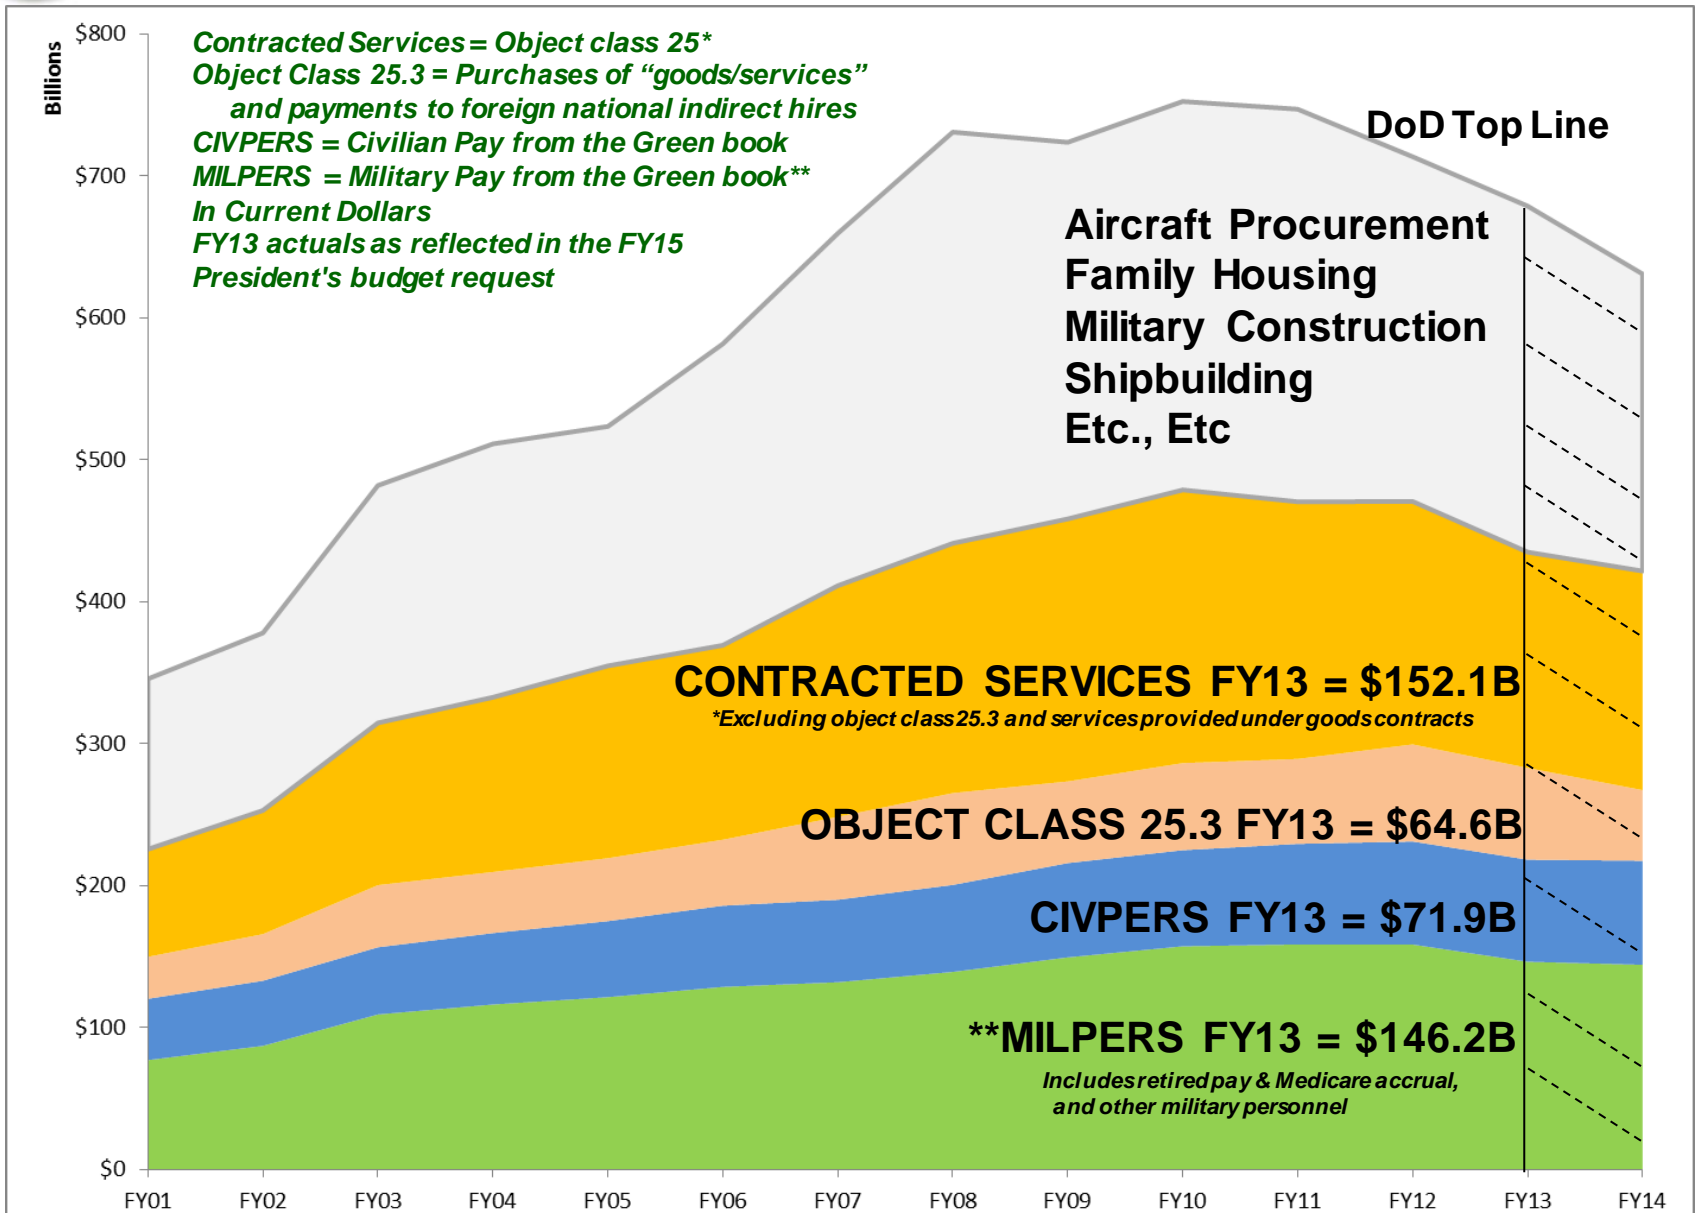 $800
$700
$600
$500
$400
$300
$200
$100
$0
Billions
Contracted Services = Object class 25*
Object Class 25.3 = Purchases of “goods/services”
and payments to foreign national indirect hires
CIVPERS = Civilian Pay from the Green book
MILPERS = Military Pay from the Green book**
In Current Dollars
FY13 actuals as reflected in the FY15
President's budget request
DoD Top Line
Aircraft Procurement
Family Housing
Military Construction
Shipbuilding
Etc., Etc
CONTRACTED SERVICES FY13 = $152.1B
*Excluding object class 25.3 and services provided under goods contracts
OBJECT CLASS 25.3 FY13 = $64.6B
CIVPERS FY13 = $71.9B
**MILPERS FY13 = $146.2B
Includes retired pay & Medicare accrual,
and other military personnel
FY01 FY02 FY03 FY04 FY05 FY06 FY07 FY08 FY09 FY10 FY11 FY12 FY13 FY14